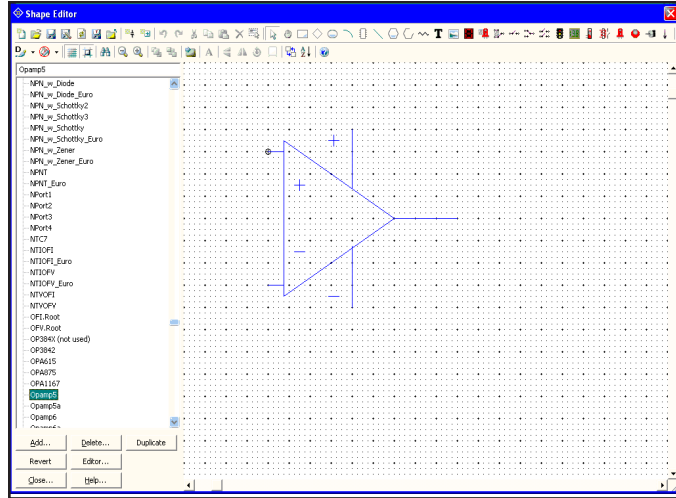 Shape Editor
T
A
Opamp5
NPN_w_Diode
NPN_w_Diode_Euro
NPN_w_Schottky2
NPN_w_Schottky3
NPN_w_Schottky
NPN_w_Schottky_Euro
NPN_w_Zener
NPN_w_Zener_Euro
NPNT
NPNT_Euro
NPort1
NPort2
NPort3
NPort4
NTC7
NTIOFI
NTIOFI_Euro
NTIOFV
NTIOFV_Euro
NTVOFI
NTVOFV
OFI.Root
OFV.Root
OP384X (not used)
OP3842
OPA615
OPA875
OPA1167
Opamp5
Opamp5a
Opamp6
Opamp6a
Add... Delete... Duplicate
Revert Editor...
Close... Help...